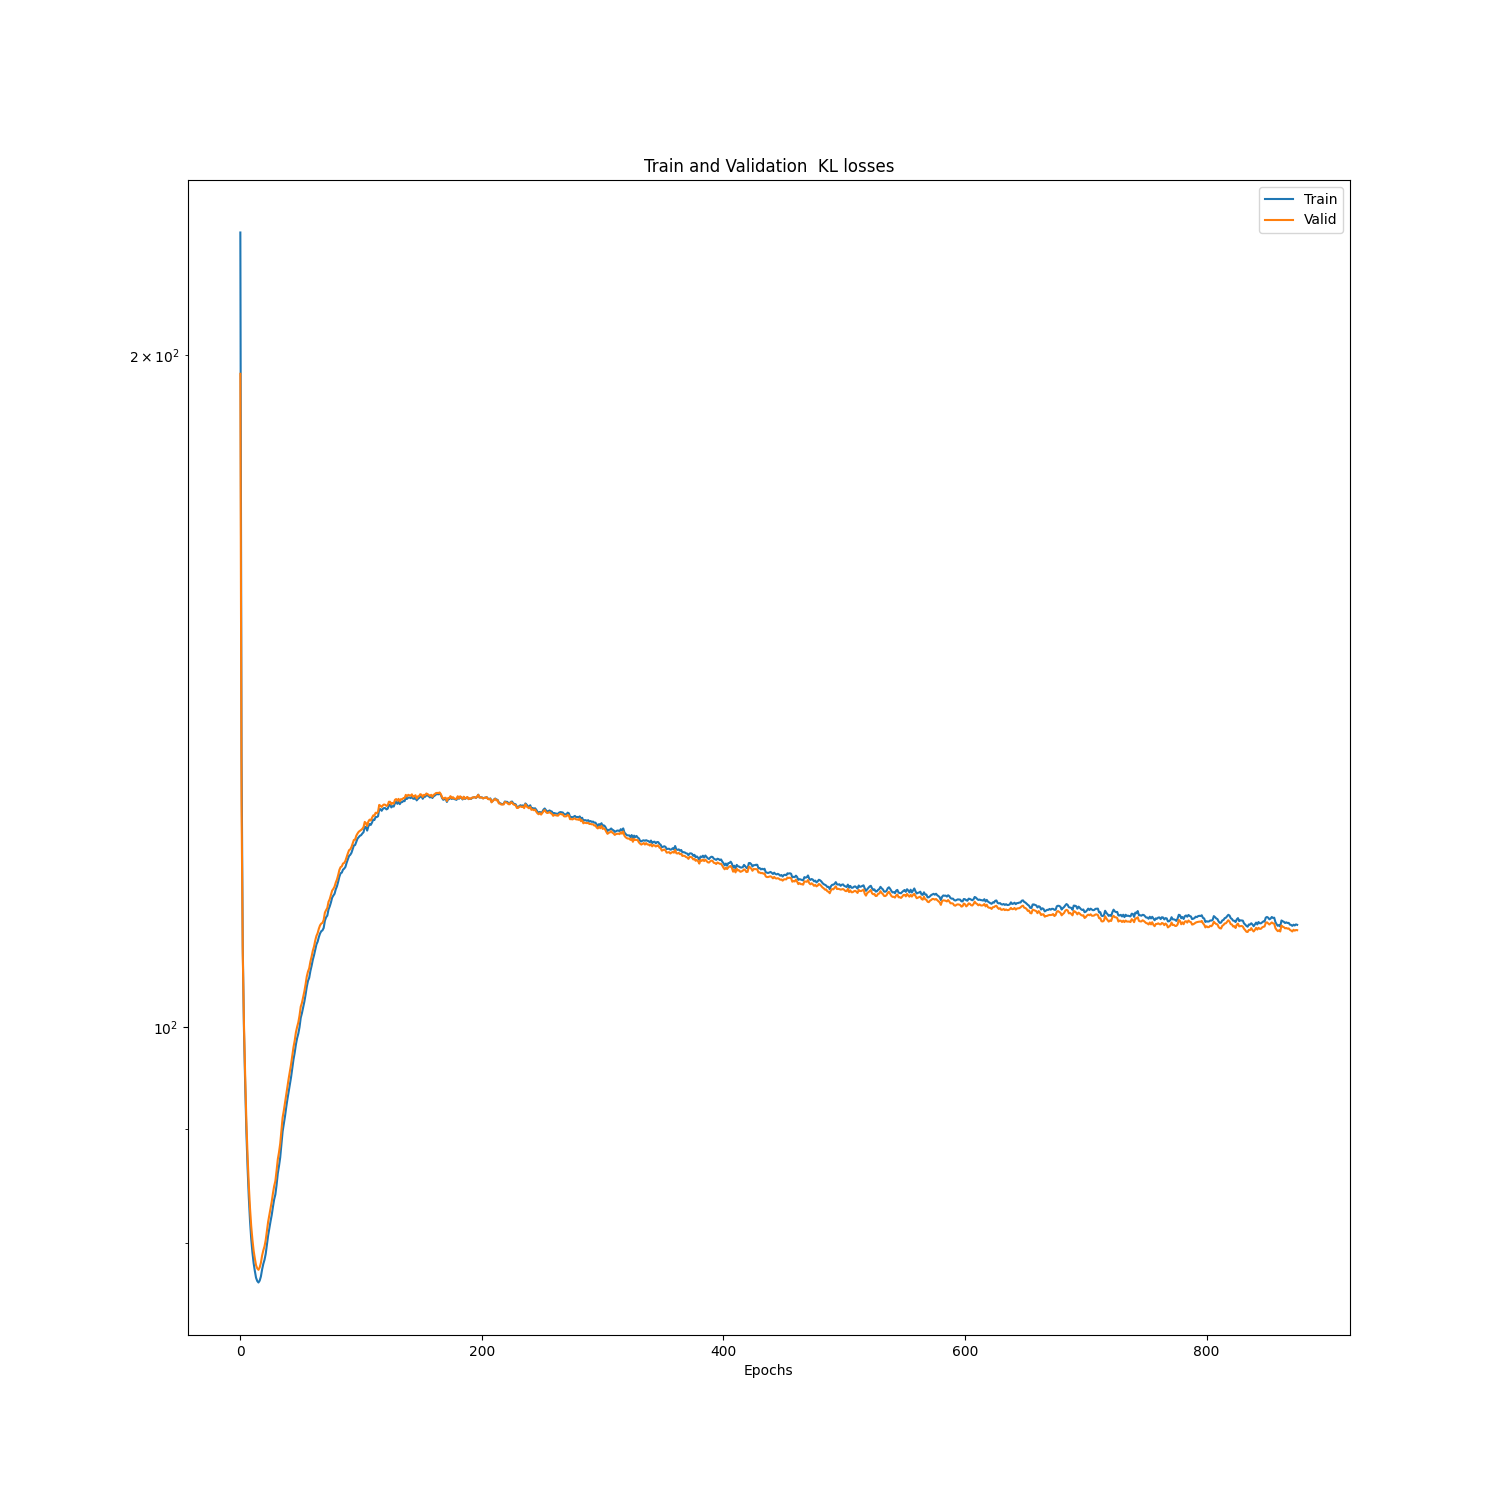 Train and Validation  KL losses
Train
Valid
2 × 10²
10²
0 200 400 600 800
Epochs